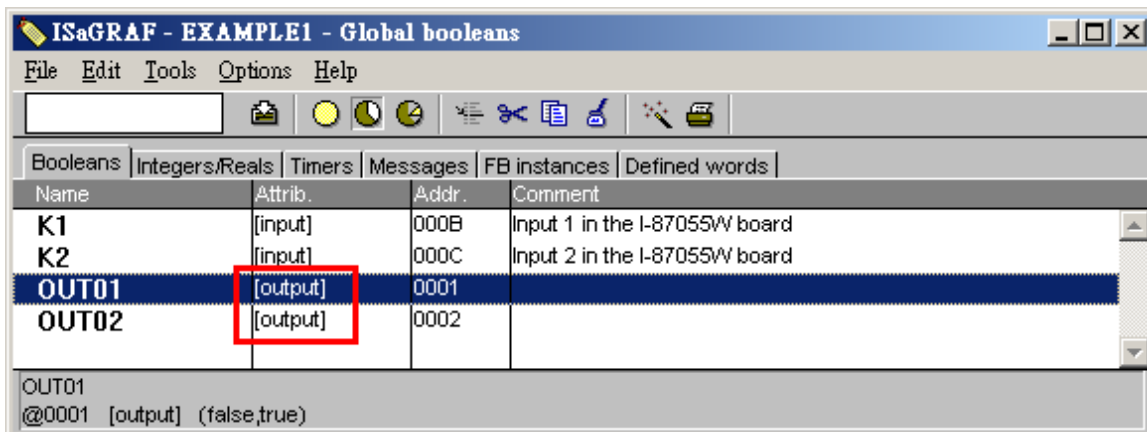 ISaGRAF - EXAMPLE1 - Global booleans
File Edit Tools Options Help
Booleans Integers/Reals Timers Messages FB instances Defined words
Name Attrib. Addr. Comment
K1 [input] 000B Input 1 in the I-87055W board
K2 [input] 000C Input 2 in the I-87055W board
OUT01 [output] 0001
OUT02 [output] 0002
OUT01
@0001 [output] (false,true)